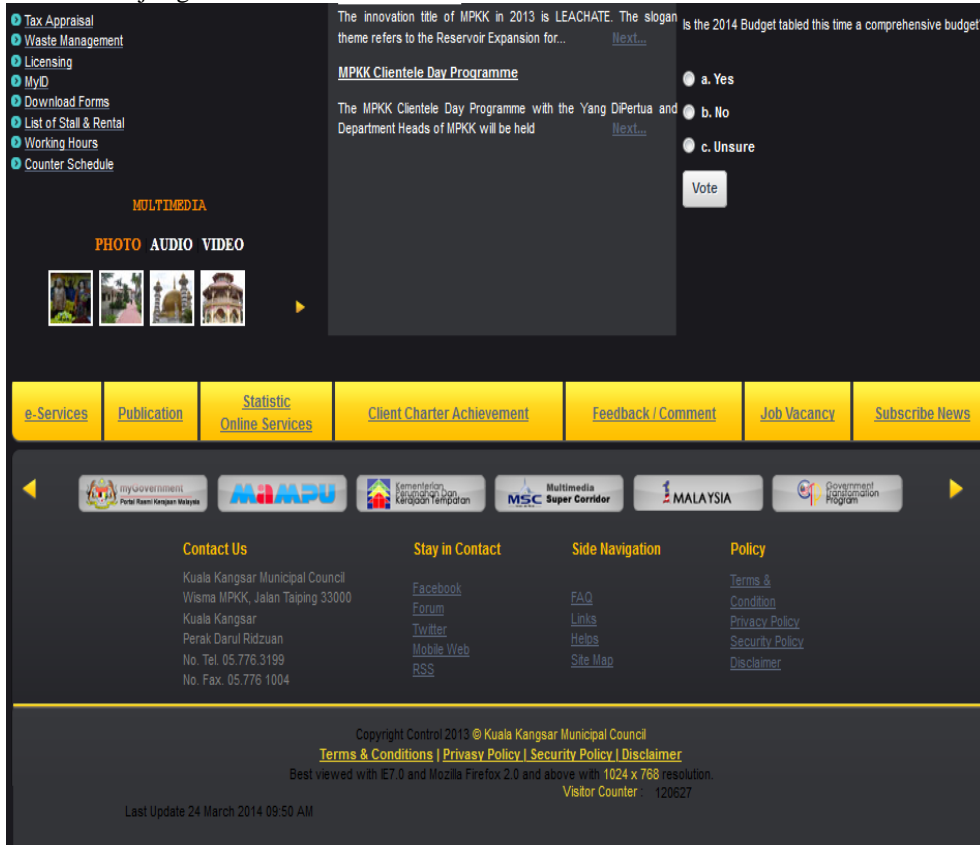 Tax Appraisal
Waste Management
Licensing
MyID
Download Forms
List of Stall & Rental
Working Hours
Counter Schedule
MULTIMEDIA
PHOTO AUDIO VIDEO
The innovation title of MPKK in 2013 is LEACHATE. The slogan
theme refers to the Reservoir Expansion for... Next...
MPKK Clientele Day Programme
The MPKK Clientele Day Programme with the Yang DiPertua and
Department Heads of MPKK will be held Next...
Is the 2014 Budget tabled this time a comprehensive budget
a. Yes
b. No
c. Unsure
Vote
e-Services
Publication
Statistic
Online Services
Client Charter Achievement
Feedback / Comment
Job Vacancy
Subscribe News
myGovernment
Portal Rasmi Kerajaan Malaysia
MAMPU
Kementerian
Perumahan Dan
Kerajaan Tempatan
MSC Multimedia
Super Corridor
1 MALAYSIA
Government
Transformation
Program
Contact Us
Kuala Kangsar Municipal Council
Wisma MPKK, Jalan Taiping 33000
Kuala Kangsar
Perak Darul Ridzuan
No. Tel. 05.776.3199
No. Fax. 05.776 1004
Stay in Contact
Facebook
Forum
Twitter
Mobile Web
RSS
Side Navigation
FAQ
Links
Helps
Site Map
Policy
Terms &
Condition
Privacy Policy
Security Policy
Disclaimer
Copyright Control 2013 © Kuala Kangsar Municipal Council
Terms & Conditions | Privasy Policy | Security Policy | Disclaimer
Best viewed with IE7.0 and Mozilla Firefox 2.0 and above with 1024 x 768 resolution.
Visitor Counter : 120627
Last Update 24 March 2014 09:50 AM